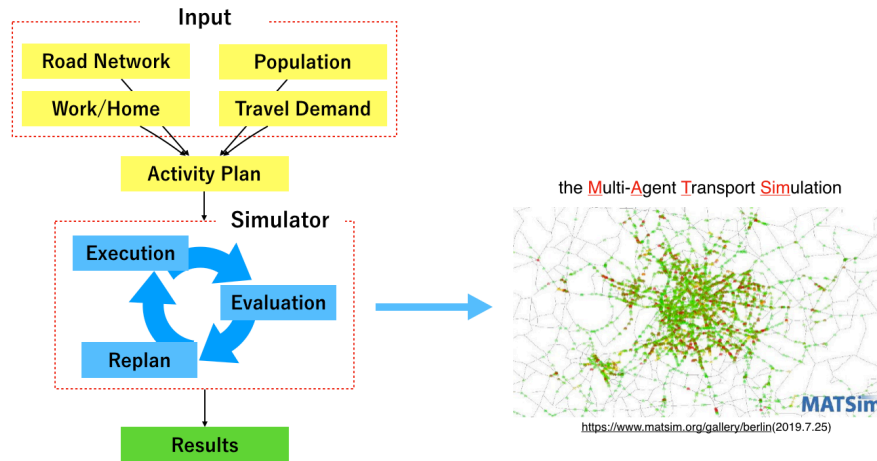 Input
Road Network
Population
Work/Home
Travel Demand
Activity Plan
Simulator
Execution
Evaluation
Replan
Results
the Multi-Agent Transport Simulation
MATSim
https://www.matsim.org/gallery/berlin(2019.7.25)